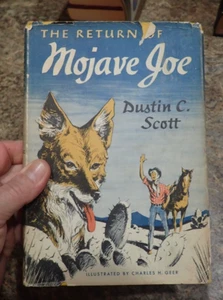 THE RETURN OF
Mojave Joe
Dustin C.
Scott
ILLUSTRATED BY CHARLES H. GEER